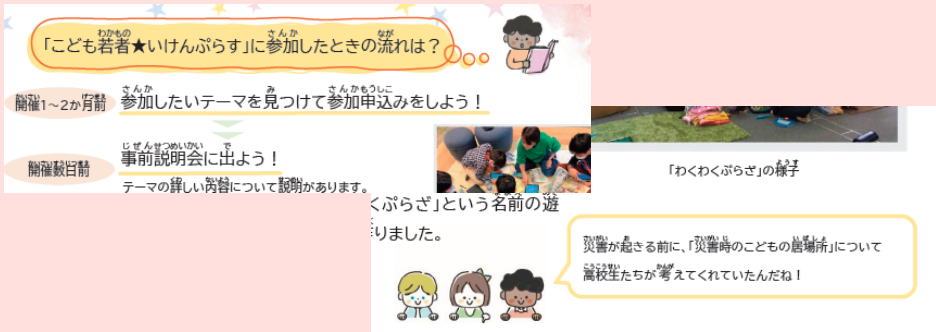 「こども若者★いけんぷらす」に参加したときの流れは？
開催1～2か月前
参加したいテーマを見つけて参加申込みをしよう！
開催数日前
事前説明会に出よう！
テーマの詳しい内容について説明があります。
くぷらざ」という名前の遊
りました。
「わくわくぷらざ」の様子
災害が起きる前に、「災害時のこどもの居場所」について
高校生たちが考えてくれていたんだね！